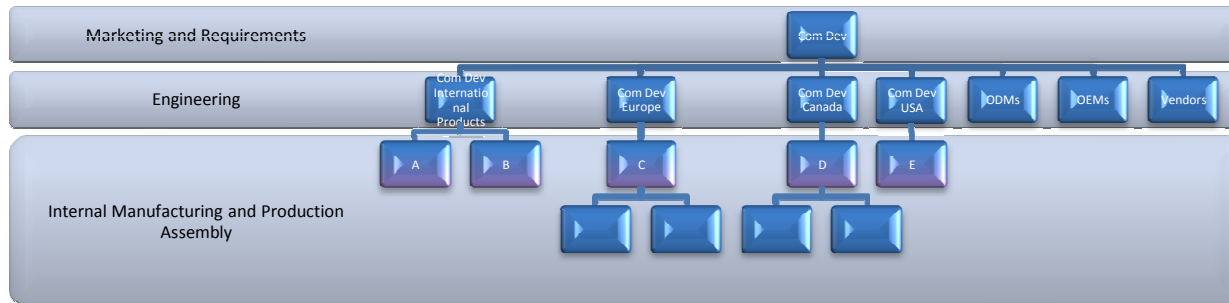 Marketing and Requirements
Com Dev
Engineering
Com Dev
Internatio
nal
Products
Com Dev
Europe
Com Dev
Canada
Com Dev
USA
ODMs
OEMs
Vendors
Internal Manufacturing and Production
Assembly
A
B
C
D
E